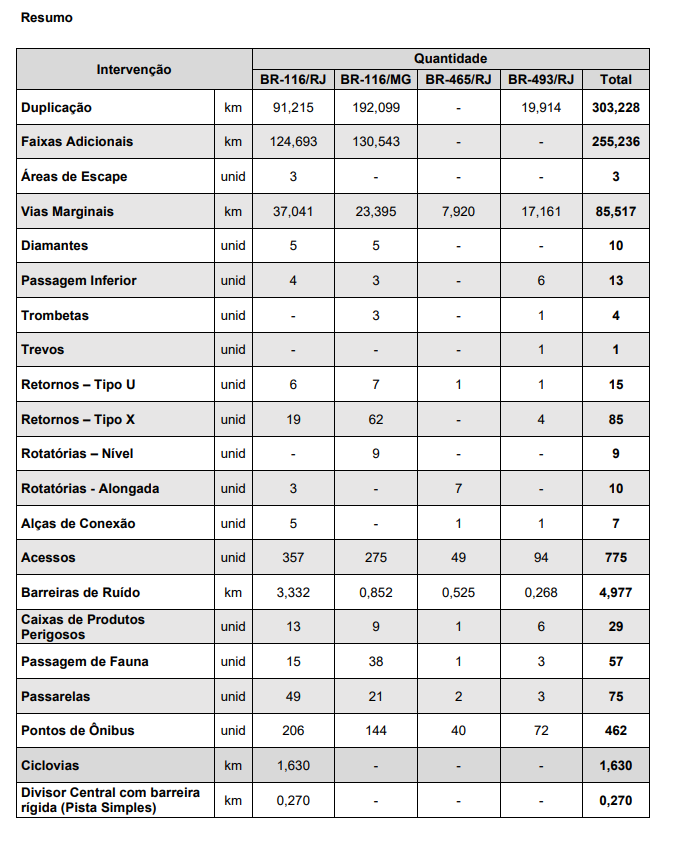 Resumo
Intervenção Quantidade
BR-116/RJ BR-116/MG BR-465/RJ BR-493/RJ Total
Duplicação km 91,215 192,099 - 19,914 303,228
Faixas Adicionais km 124,693 130,543 - - 255,236
Áreas de Escape unid 3 - - - 3
Vias Marginais km 37,041 23,395 7,920 17,161 85,517
Diamantes unid 5 5 - - 10
Passagem Inferior unid 4 3 - 6 13
Trombetas unid - 3 - 1 4
Trevos unid - - - 1 1
Retornos – Tipo U unid 6 7 1 1 15
Retornos – Tipo X unid 19 62 - 4 85
Rotatórias – Nível unid - 9 - - 9
Rotatórias - Alongada unid 3 - 7 - 10
Alças de Conexão unid 5 - 1 1 7
Acessos unid 357 275 49 94 775
Barreiras de Ruído km 3,332 0,852 0,525 0,268 4,977
Caixas de Produtos
Perigosos unid 13 9 1 6 29
Passagem de Fauna unid 15 38 1 3 57
Passarelas unid 49 21 2 3 75
Pontos de Ônibus unid 206 144 40 72 462
Ciclovias km 1,630 - - - 1,630
Divisor Central com barreira
rígida (Pista Simples) km 0,270 - - - 0,270